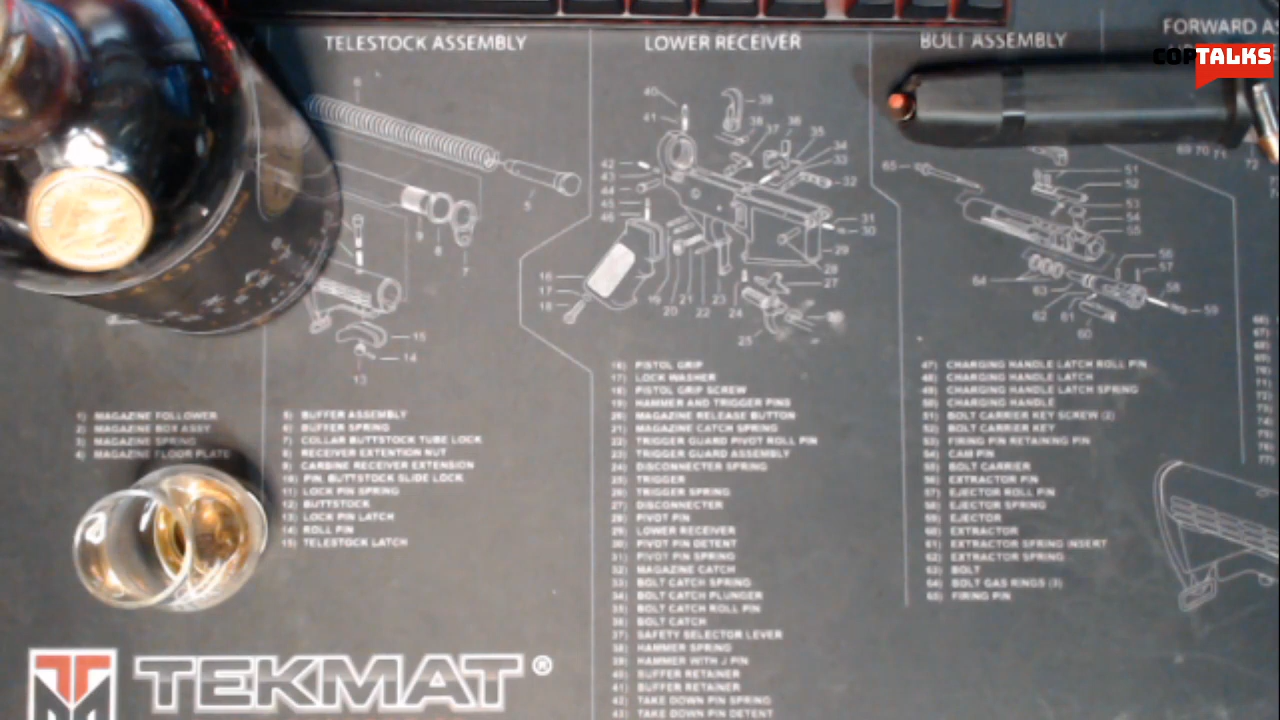 TELESTOCK ASSEMBLY
LOWER RECEIVER
BOLT ASSEMBLY
FORWARD AS
COPTALKS
1) MAGAZINE FOLLOWER
2) MAGAZINE BOX ASSY
3) MAGAZINE SPRING
4) MAGAZINE FLOOR PLATE
5) BUFFER ASSEMBLY
6) BUFFER SPRING
7) COLLAR BUTTSTOCK TUBE LOCK
8) RECEIVER EXTENTION NUT
9) CARBINE RECEIVER EXTENSION
10) PIN, BUTTSTOCK SLIDE LOCK
11) LOCK PIN SPRING
12) BUTTSTOCK
13) LOCK PIN LATCH
14) ROLL PIN
15) TELESTOCK LATCH
16) PISTOL GRIP
17) LOCK WASHER
18) PISTOL GRIP SCREW
19) HAMMER AND TRIGGER PINS
20) MAGAZINE RELEASE BUTTON
21) MAGAZINE CATCH SPRING
22) TRIGGER GUARD PIVOT ROLL PIN
23) TRIGGER GUARD ASSEMBLY
24) DISCONNECTER SPRING
25) TRIGGER
26) TRIGGER SPRING
27) DISCONNECTER
28) PIVOT PIN
29) LOWER RECEIVER
30) PIVOT PIN DETENT
31) PIVOT PIN SPRING
32) MAGAZINE CATCH
33) BOLT CATCH SPRING
34) BOLT CATCH PLUNGER
35) BOLT CATCH ROLL PIN
36) BOLT CATCH
37) SAFETY SELECTOR LEVER
38) HAMMER SPRING
39) HAMMER WITH J PIN
40) BUFFER RETAINER
41) BUFFER RETAINER
42) TAKE DOWN PIN SPRING
43) TAKE DOWN PIN DETENT
47) CHARGING HANDLE LATCH ROLL PIN
48) CHARGING HANDLE LATCH
49) CHARGING HANDLE LATCH SPRING
50) CHARGING HANDLE
51) BOLT CARRIER KEY SCREW (2)
52) BOLT CARRIER KEY
53) FIRING PIN RETAINING PIN
54) CAM PIN
55) BOLT CARRIER
56) EXTRACTOR PIN
57) EJECTOR ROLL PIN
58) EJECTOR SPRING
59) EJECTOR
60) EXTRACTOR
61) EXTRACTOR SPRING INSERT
62) EXTRACTOR SPRING
63) BOLT
64) BOLT GAS RINGS (3)
65) FIRING PIN
TEKMAT®